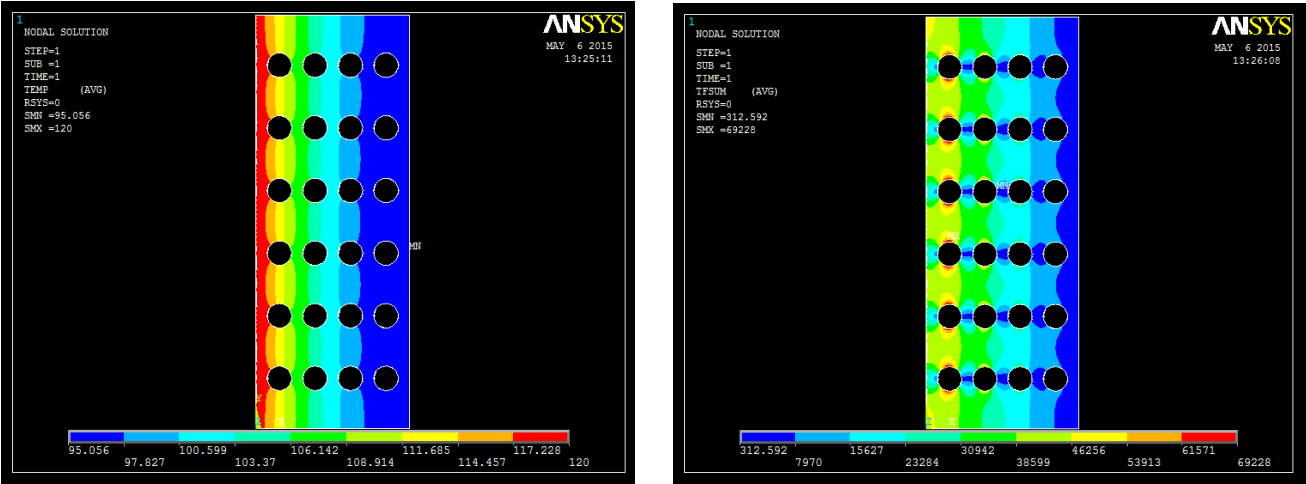 1
NODAL SOLUTION
STEP=1
SUB =1
TIME=1
TEMP (AVG)
RSYS=0
SMN =95.056
SMX =120
ANSYS
MAY 6 2015
13:25:11
MN
Y
Z X
95.056 100.599 106.142 111.685 117.228
97.827 103.37 108.914 114.457 120
1
NODAL SOLUTION
STEP=1
SUB =1
TIME=1
TFSUM (AVG)
RSYS=0
SMN =312.592
SMX =69228
ANSYS
MAY 6 2015
13:26:08
MN
MX
Z X
312.592 15627 30942 46256 61571
7970 23284 38599 53913 69228